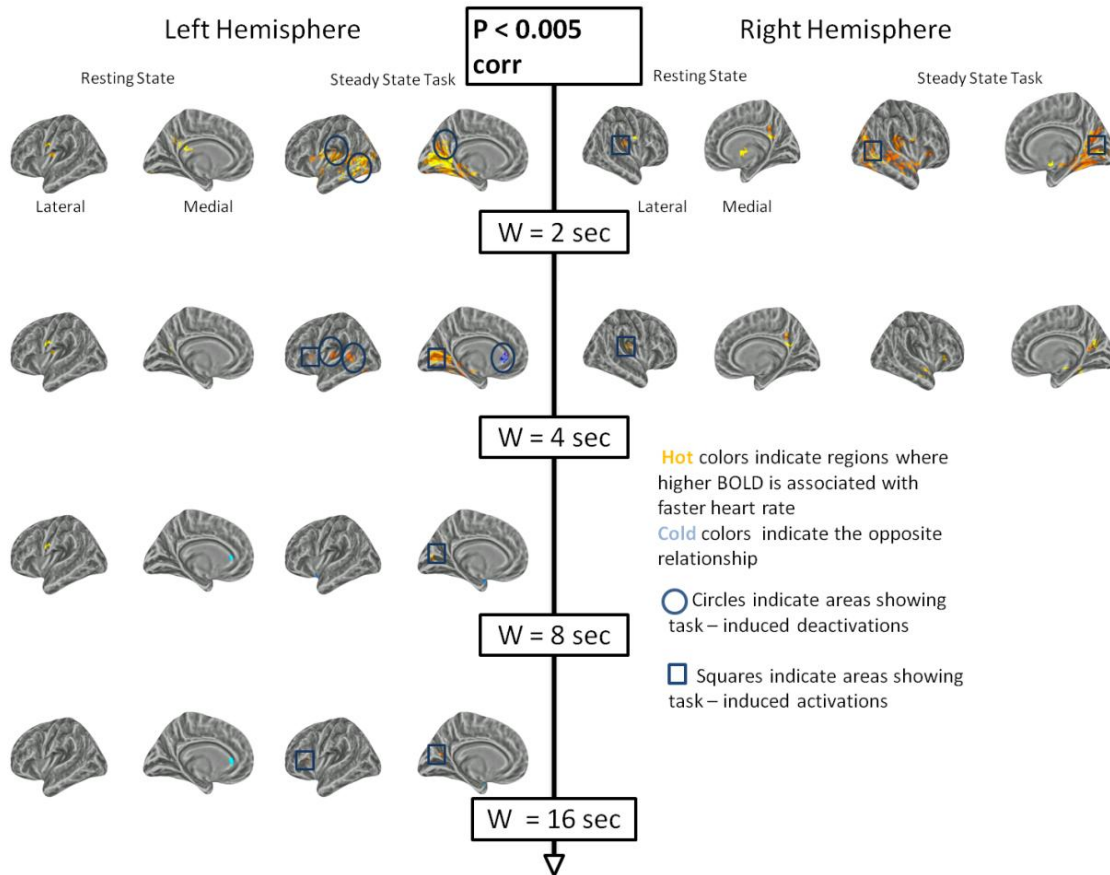 Left Hemisphere
P < 0.005
corr
Right Hemisphere
Resting State
Steady State Task
Resting State
Steady State Task
Lateral
Medial
Lateral
Medial
W = 2 sec
W = 4 sec
Hot colors indicate regions where
higher BOLD is associated with
faster heart rate
Cold colors indicate the opposite
relationship
W = 8 sec
Circles indicate areas showing
task – induced deactivations
Squares indicate areas showing
task – induced activations
W = 16 sec